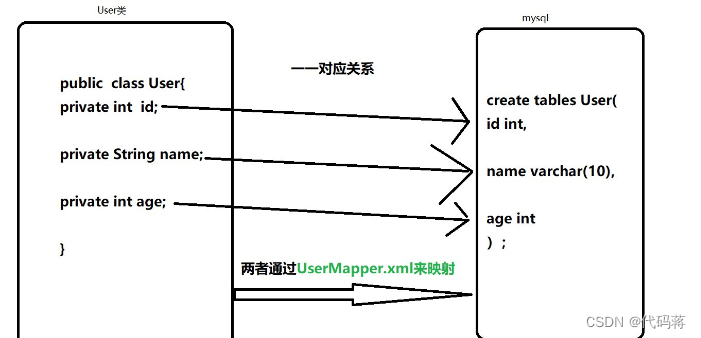 User类
mysql
一一对应关系
public class User{
private int id;
private String name;
private int age;
}
create tables User(
id int,
name varchar(10),
age int
) ;
两者通过UserMapper.xml来映射
CSDN @代码蒋